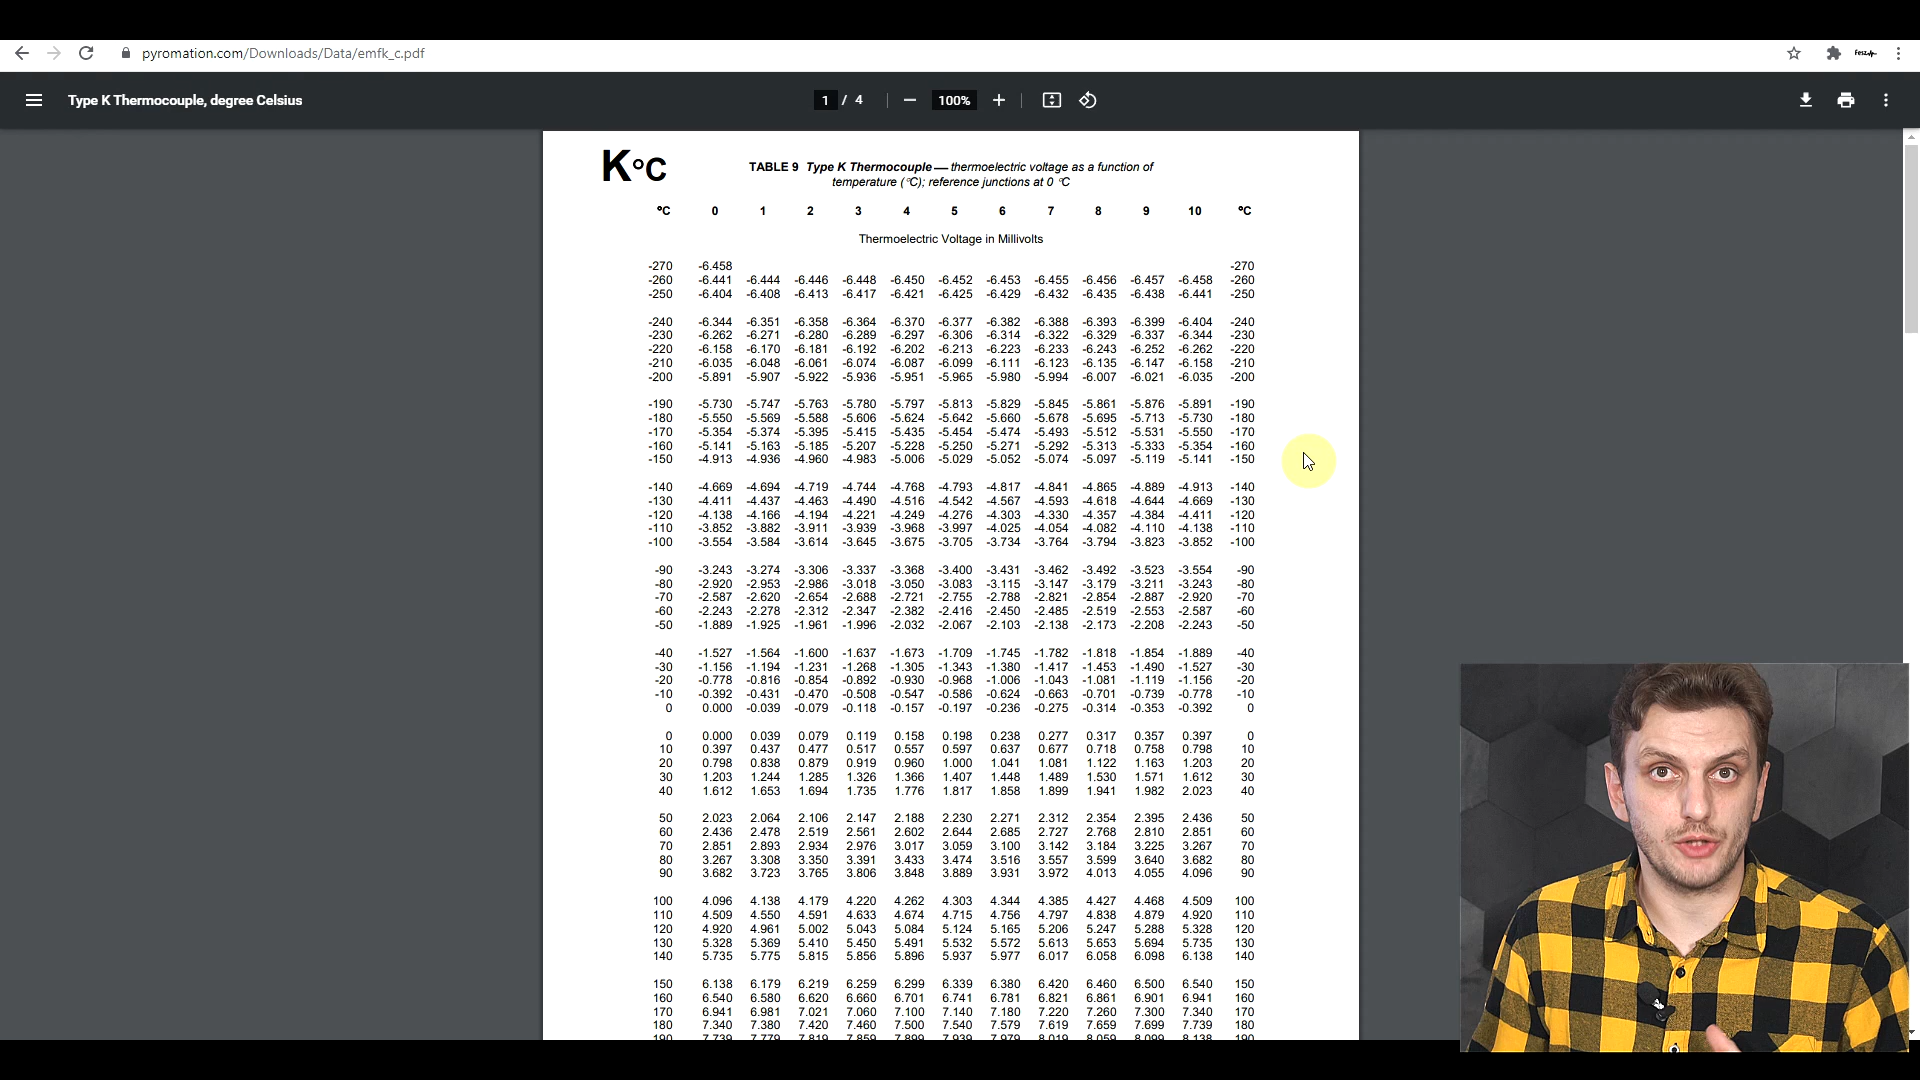 pyromation.com/Downloads/Data/emfk_c.pdf
fesz
Type K Thermocouple, degree Celsius
1 / 4
100%
K°C
TABLE 9 Type K Thermocouple — thermoelectric voltage as a function of
temperature (°C); reference junctions at 0 °C
°C 0 1 2 3 4 5 6 7 8 9 10 °C
Thermoelectric Voltage in Millivolts
-270 -6.458 -270
-260 -6.441 -6.444 -6.446 -6.448 -6.450 -6.452 -6.453 -6.455 -6.456 -6.457 -6.458 -260
-250 -6.404 -6.408 -6.413 -6.417 -6.421 -6.425 -6.429 -6.432 -6.435 -6.438 -6.441 -250
-240 -6.344 -6.351 -6.358 -6.364 -6.370 -6.377 -6.382 -6.388 -6.393 -6.399 -6.404 -240
-230 -6.262 -6.271 -6.280 -6.289 -6.297 -6.306 -6.314 -6.322 -6.329 -6.337 -6.344 -230
-220 -6.158 -6.170 -6.181 -6.192 -6.202 -6.213 -6.223 -6.233 -6.243 -6.252 -6.262 -220
-210 -6.035 -6.048 -6.061 -6.074 -6.087 -6.099 -6.111 -6.123 -6.135 -6.147 -6.158 -210
-200 -5.891 -5.907 -5.922 -5.936 -5.951 -5.965 -5.980 -5.994 -6.007 -6.021 -6.035 -200
-190 -5.730 -5.747 -5.763 -5.780 -5.797 -5.813 -5.829 -5.845 -5.861 -5.876 -5.891 -190
-180 -5.550 -5.569 -5.588 -5.606 -5.624 -5.642 -5.660 -5.678 -5.695 -5.713 -5.730 -180
-170 -5.354 -5.374 -5.395 -5.415 -5.435 -5.454 -5.474 -5.493 -5.512 -5.531 -5.550 -170
-160 -5.141 -5.163 -5.185 -5.207 -5.228 -5.250 -5.271 -5.292 -5.313 -5.333 -5.354 -160
-150 -4.913 -4.936 -4.960 -4.983 -5.006 -5.029 -5.052 -5.074 -5.097 -5.119 -5.141 -150
-140 -4.669 -4.694 -4.719 -4.744 -4.768 -4.793 -4.817 -4.841 -4.865 -4.889 -4.913 -140
-130 -4.411 -4.437 -4.463 -4.490 -4.516 -4.542 -4.567 -4.593 -4.618 -4.644 -4.669 -130
-120 -4.138 -4.166 -4.194 -4.221 -4.249 -4.276 -4.303 -4.330 -4.357 -4.384 -4.411 -120
-110 -3.852 -3.882 -3.911 -3.939 -3.968 -3.997 -4.025 -4.054 -4.082 -4.110 -4.138 -110
-100 -3.554 -3.584 -3.614 -3.645 -3.675 -3.705 -3.734 -3.764 -3.794 -3.823 -3.852 -100
-90 -3.243 -3.274 -3.306 -3.337 -3.368 -3.400 -3.431 -3.462 -3.492 -3.523 -3.554 -90
-80 -2.920 -2.953 -2.986 -3.018 -3.050 -3.083 -3.115 -3.147 -3.179 -3.211 -3.243 -80
-70 -2.587 -2.620 -2.654 -2.688 -2.721 -2.755 -2.788 -2.821 -2.854 -2.887 -2.920 -70
-60 -2.243 -2.278 -2.312 -2.347 -2.382 -2.416 -2.450 -2.485 -2.519 -2.553 -2.587 -60
-50 -1.889 -1.925 -1.961 -1.996 -2.032 -2.067 -2.103 -2.138 -2.173 -2.208 -2.243 -50
-40 -1.527 -1.564 -1.600 -1.637 -1.673 -1.709 -1.745 -1.782 -1.818 -1.854 -1.889 -40
-30 -1.156 -1.194 -1.231 -1.268 -1.305 -1.343 -1.380 -1.417 -1.453 -1.490 -1.527 -30
-20 -0.778 -0.816 -0.854 -0.892 -0.930 -0.968 -1.006 -1.043 -1.081 -1.119 -1.156 -20
-10 -0.392 -0.431 -0.470 -0.508 -0.547 -0.586 -0.624 -0.663 -0.701 -0.739 -0.778 -10
0 0.000 -0.039 -0.079 -0.118 -0.157 -0.197 -0.236 -0.275 -0.314 -0.353 -0.392 0
0 0.000 0.039 0.079 0.119 0.158 0.198 0.238 0.277 0.317 0.357 0.397 0
10 0.397 0.437 0.477 0.517 0.557 0.597 0.637 0.677 0.718 0.758 0.798 10
20 0.798 0.838 0.879 0.919 0.960 1.000 1.041 1.081 1.122 1.163 1.203 20
30 1.203 1.244 1.285 1.326 1.366 1.407 1.448 1.489 1.530 1.571 1.612 30
40 1.612 1.653 1.694 1.735 1.776 1.817 1.858 1.899 1.941 1.982 2.023 40
50 2.023 2.064 2.106 2.147 2.188 2.230 2.271 2.312 2.354 2.395 2.436 50
60 2.436 2.478 2.519 2.561 2.602 2.644 2.685 2.727 2.768 2.810 2.851 60
70 2.851 2.893 2.934 2.976 3.017 3.059 3.100 3.142 3.184 3.225 3.267 70
80 3.267 3.308 3.350 3.391 3.433 3.474 3.516 3.557 3.599 3.640 3.682 80
90 3.682 3.723 3.765 3.806 3.848 3.889 3.931 3.972 4.013 4.055 4.096 90
100 4.096 4.138 4.179 4.220 4.262 4.303 4.344 4.385 4.427 4.468 4.509 100
110 4.509 4.550 4.591 4.633 4.674 4.715 4.756 4.797 4.838 4.879 4.920 110
120 4.920 4.961 5.002 5.043 5.084 5.124 5.165 5.206 5.247 5.288 5.328 120
130 5.328 5.369 5.410 5.450 5.491 5.532 5.572 5.613 5.653 5.694 5.735 130
140 5.735 5.775 5.815 5.856 5.896 5.937 5.977 6.017 6.058 6.098 6.138 140
150 6.138 6.179 6.219 6.259 6.299 6.339 6.380 6.420 6.460 6.500 6.540 150
160 6.540 6.580 6.620 6.660 6.701 6.741 6.781 6.821 6.861 6.901 6.941 160
170 6.941 6.981 7.021 7.060 7.100 7.140 7.180 7.220 7.260 7.300 7.340 170
180 7.340 7.380 7.420 7.460 7.500 7.540 7.579 7.619 7.659 7.699 7.739 180
190 7.739 7.779 7.819 7.859 7.899 7.939 7.979 8.019 8.059 8.099 8.138 190